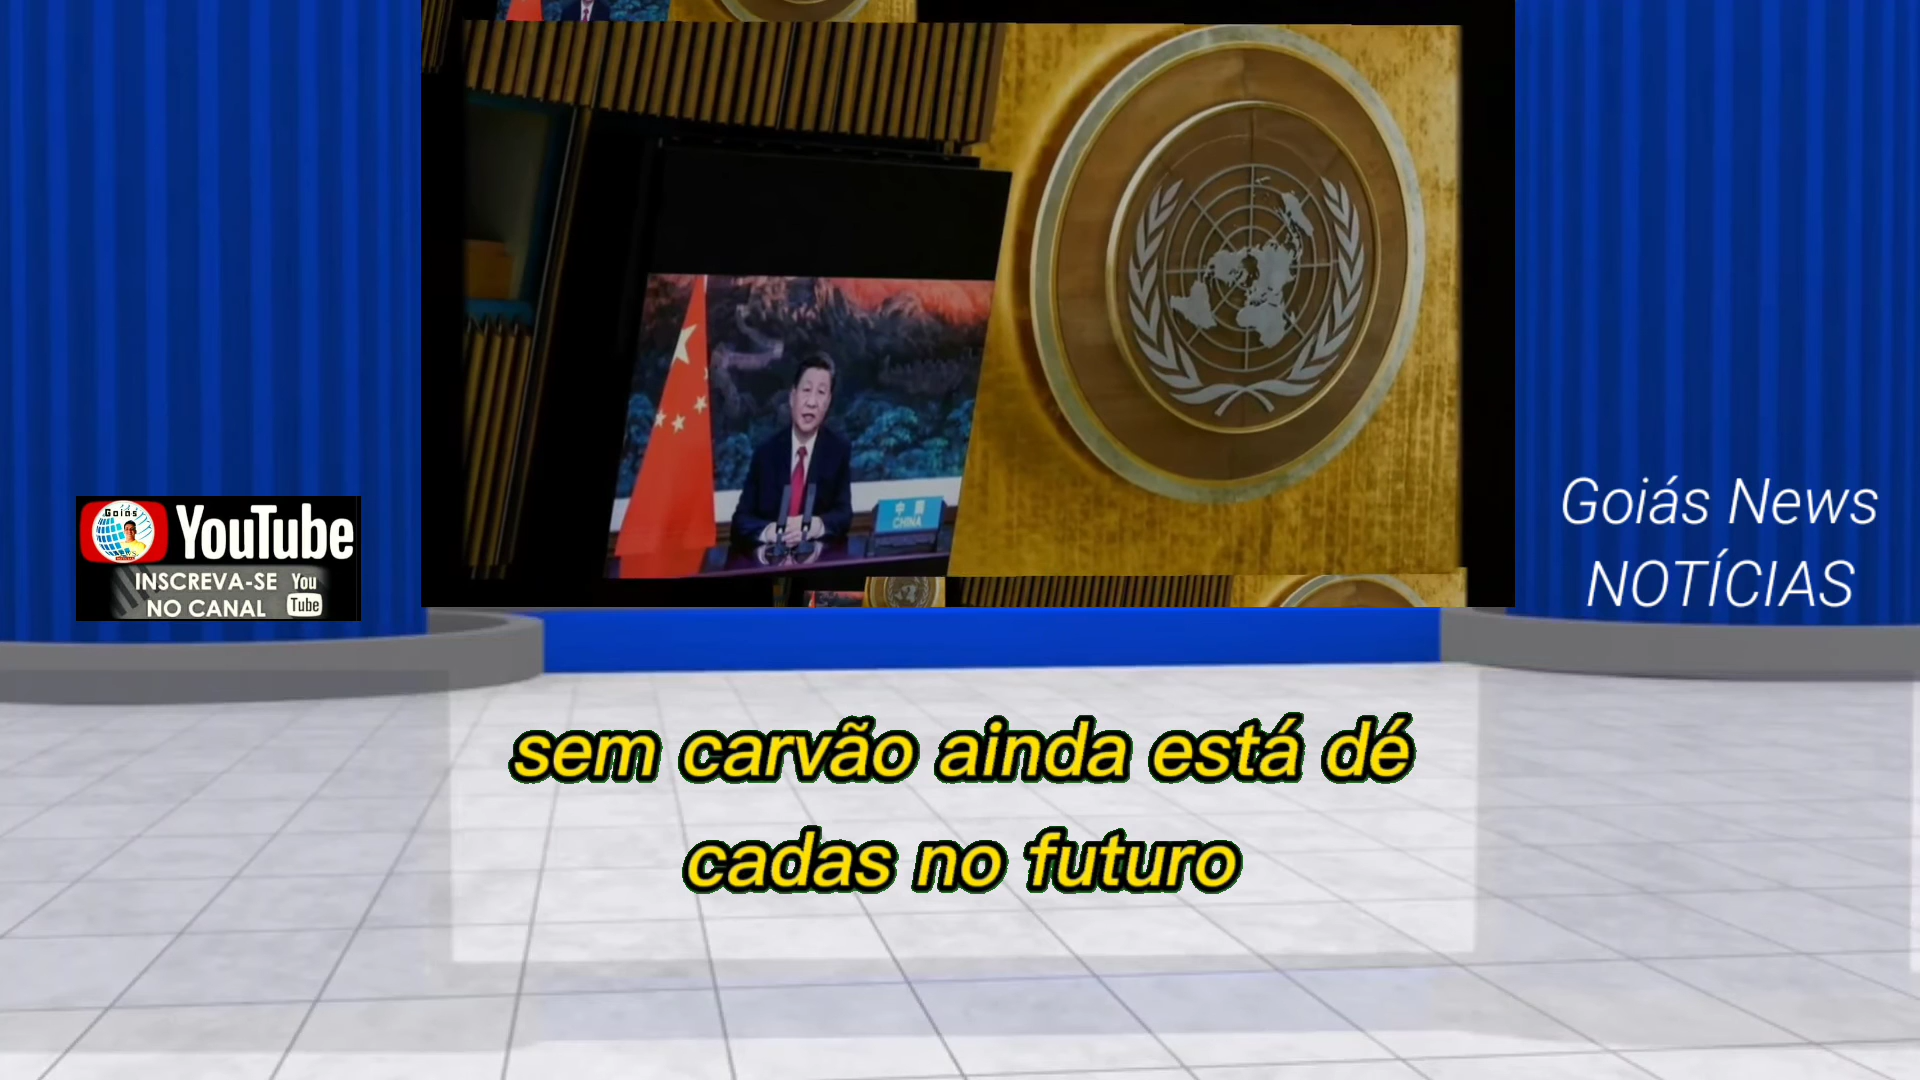 中国
CHINA
Goiás
YouTube
INSCREVA-SE
NO CANAL
You
Tube
Goiás News
NOTÍCIAS
sem carvão ainda está dé
cadas no futuro